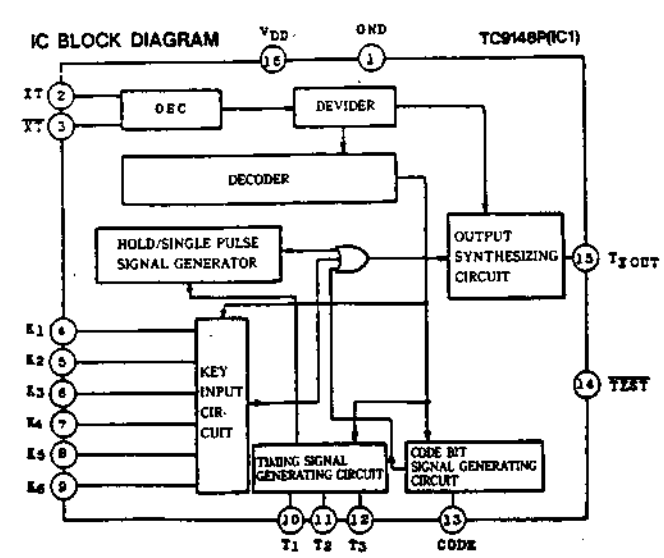 IC BLOCK DIAGRAM
VDD
GND
TC9148P(IC1)
16
1
XT 2
XT 3
OSC
DEVIDER
DECODER
HOLD/SINGLE PULSE
SIGNAL GENERATOR
OUTPUT
SYNTHESIZING
CIRCUIT
15 TX OUT
K1 4
K2 5
K3 6
K4 7
K5 8
K6 9
KEY
INPUT
CIR-
CUIT
14 TEST
TIMING SIGNAL
GENERATING CIRCUIT
CODE BIT
SIGNAL GENERATING
CIRCUIT
10
11
12
13
T1
T2
T3
CODE